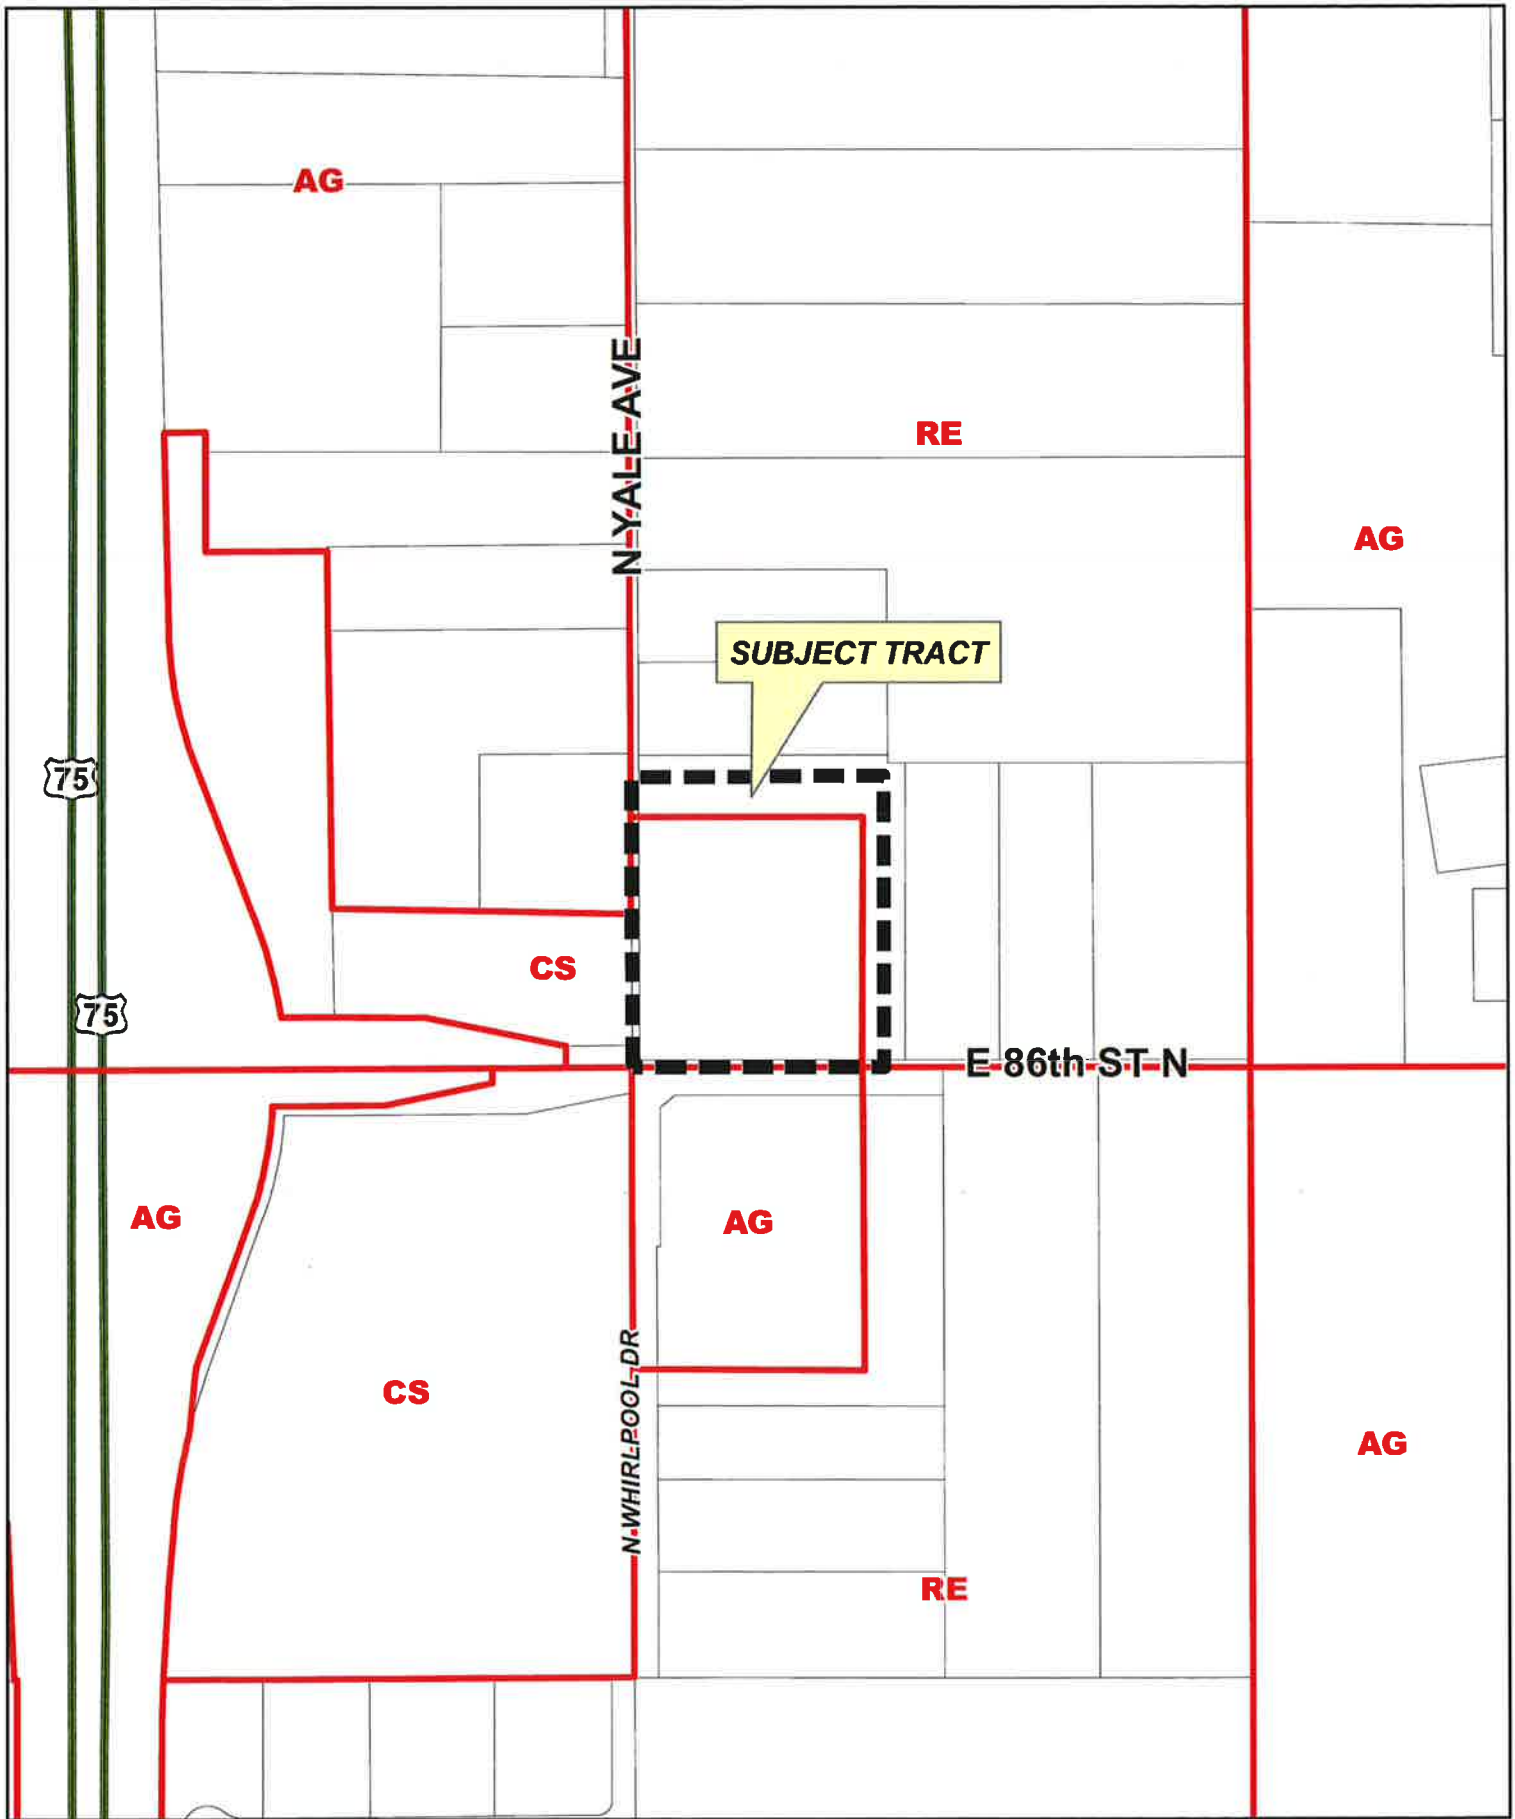 AG
N YALE AVE
RE
AG
SUBJECT TRACT
75
CS
75
E 86th ST N
AG
AG
N WHIRLPOOL DR
CS
AG
RE